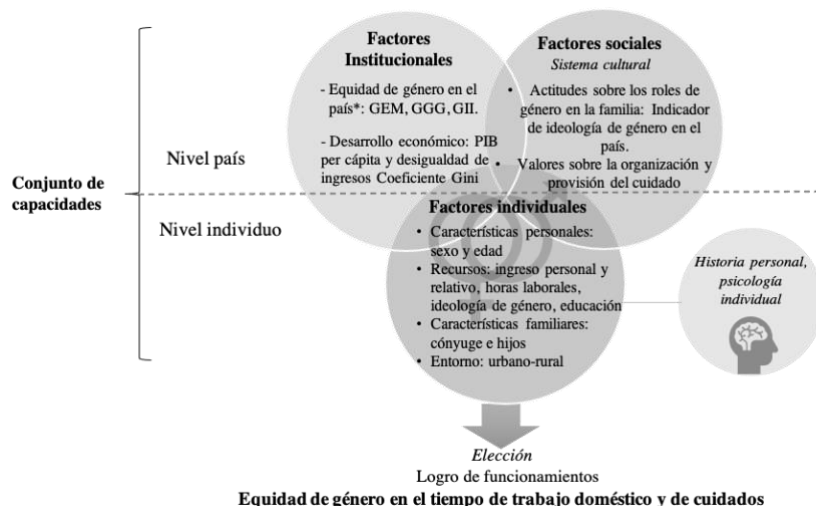 Factores
Institucionales
- Equidad de género en el
país*: GEM, GGG, GII.
- Desarrollo económico: PIB
per cápita y desigualdad de
ingresos Coeficiente Gini
Factores sociales
Sistema cultural
• Actitudes sobre los roles de
género en la familia: Indicador
de ideología de género en el
país.
• Valores sobre la organización y
provisión del cuidado
Nivel país
Conjunto de
capacidades
Nivel individuo
Factores individuales
• Características personales:
sexo y edad
• Recursos: ingreso personal y
relativo, horas laborales,
ideología de género, educación
• Características familiares:
cónyuge e hijos
• Entorno: urbano-rural
Historia personal,
psicología
individual
Elección
Logro de funcionamientos
Equidad de género en el tiempo de trabajo doméstico y de cuidados